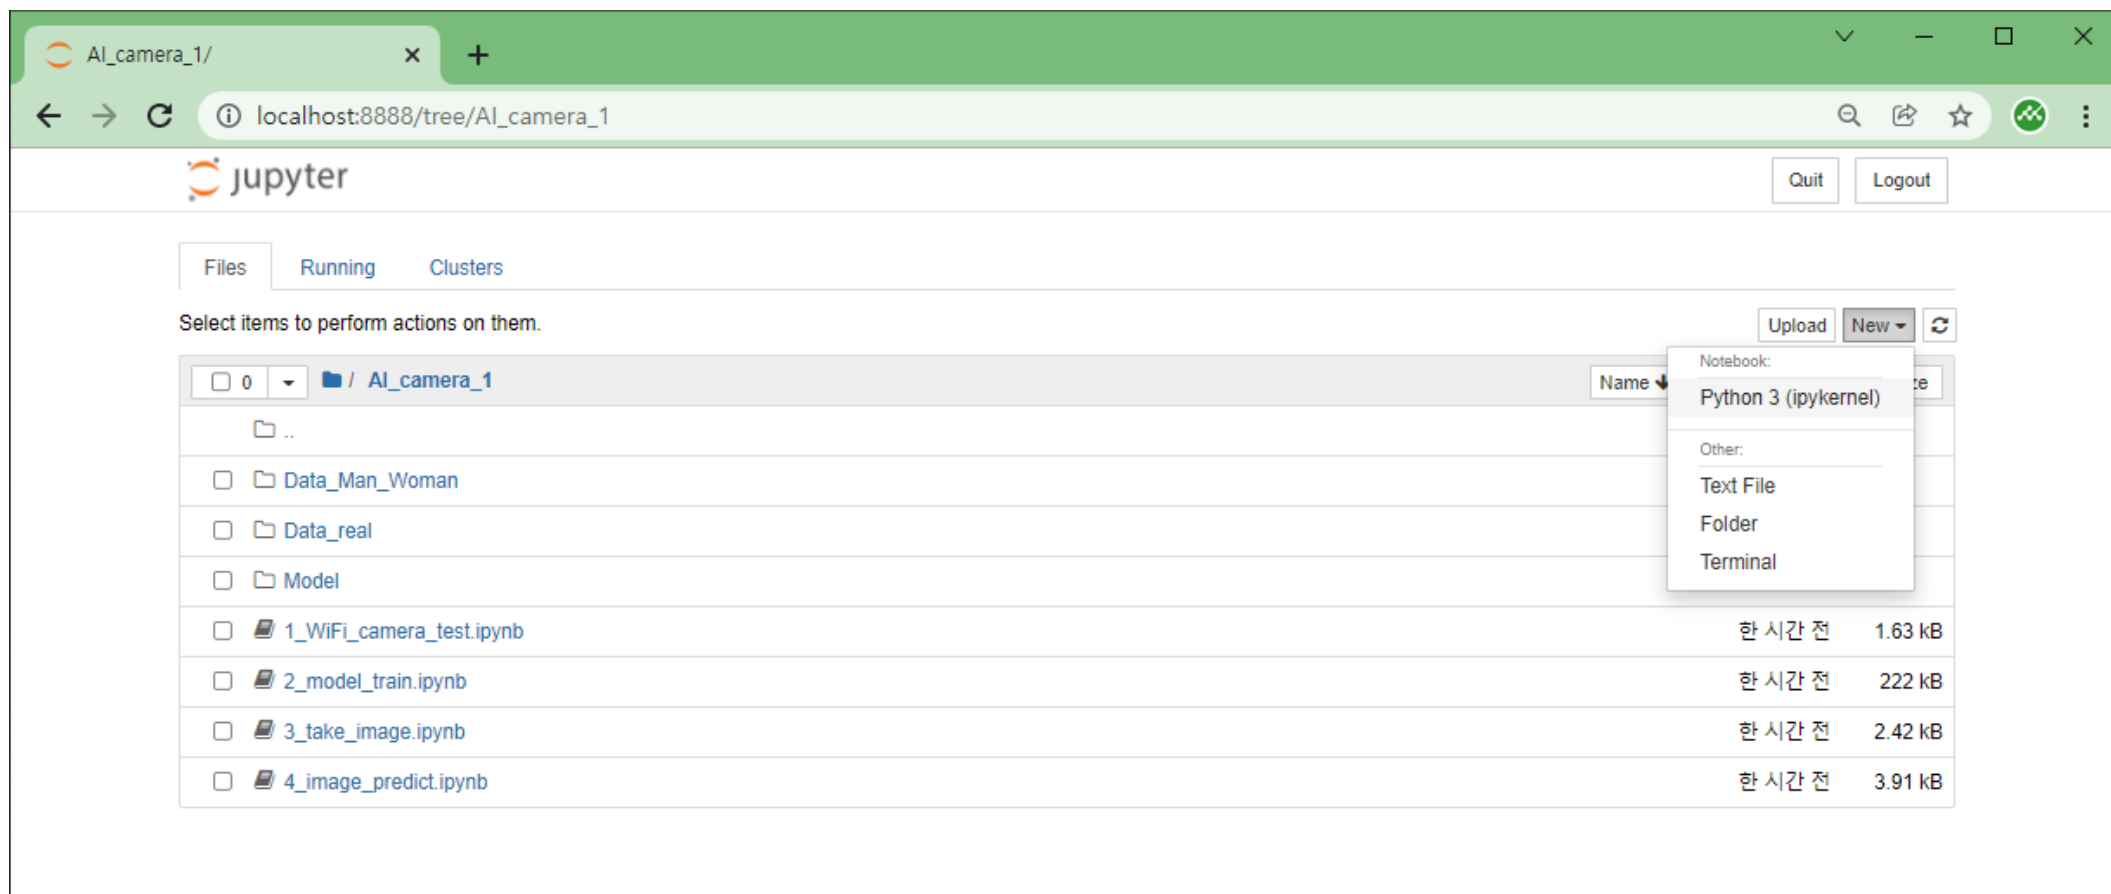 AI_camera_1/
localhost:8888/tree/AI_camera_1
jupyter
Quit
Logout
Files
Running
Clusters
Select items to perform actions on them.
Upload
New
0
/ AI_camera_1
Name
Notebook:
Python 3 (ipykernel)
Other:
Text File
Folder
Terminal
..
Data_Man_Woman
Data_real
Model
1_WiFi_camera_test.ipynb 한 시간 전 1.63 kB
2_model_train.ipynb 한 시간 전 222 kB
3_take_image.ipynb 한 시간 전 2.42 kB
4_image_predict.ipynb 한 시간 전 3.91 kB